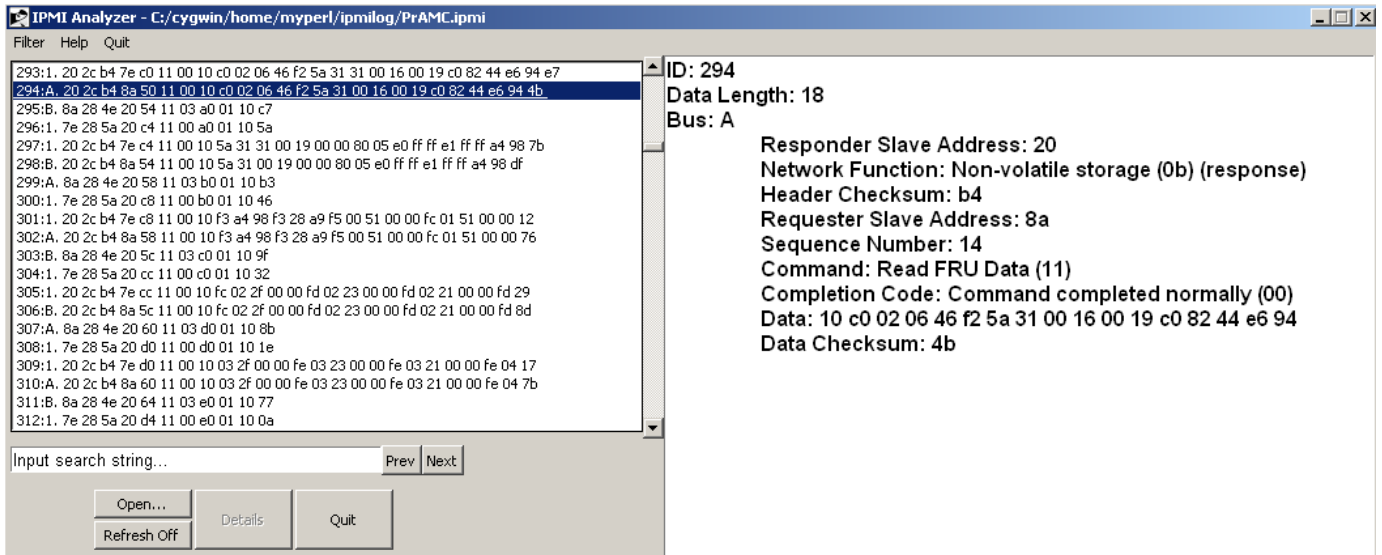 IPMI Analyzer - C:/cygwin/home/myperl/ipmilog/PrAMC.ipmi
Filter Help Quit
293:1. 20 2c b4 7e c0 11 00 10 c0 02 06 46 f2 5a 31 31 00 16 00 19 c0 82 44 e6 94 e7
294:A. 20 2c b4 8a 50 11 00 10 c0 02 06 46 f2 5a 31 00 16 00 19 c0 82 44 e6 94 4b
295:B. 8a 28 4e 20 54 11 03 a0 01 10 c7
296:1. 7e 28 5a 20 c4 11 00 a0 01 10 5a
297:1. 20 2c b4 7e c4 11 00 10 5a 31 31 00 19 00 00 80 05 e0 ff ff e1 ff ff a4 98 7b
298:B. 20 2c b4 8a 54 11 00 10 5a 31 00 19 00 00 80 05 e0 ff ff e1 ff ff a4 98 df
299:A. 8a 28 4e 20 58 11 03 b0 01 10 b3
300:1. 7e 28 5a 20 c8 11 00 b0 01 10 46
301:1. 20 2c b4 7e c8 11 00 10 f3 a4 98 f3 28 a9 f5 00 51 00 00 fc 01 51 00 00 12
302:A. 20 2c b4 8a 58 11 00 10 f3 a4 98 f3 28 a9 f5 00 51 00 00 fc 01 51 00 00 76
303:B. 8a 28 4e 20 5c 11 03 c0 01 10 9f
304:1. 7e 28 5a 20 cc 11 00 c0 01 10 32
305:1. 20 2c b4 7e cc 11 00 10 fc 02 2f 00 00 fd 02 23 00 00 fd 02 21 00 00 fd 29
306:B. 20 2c b4 8a 5c 11 00 10 fc 02 2f 00 00 fd 02 23 00 00 fd 02 21 00 00 fd 8d
307:A. 8a 28 4e 20 60 11 03 d0 01 10 8b
308:1. 7e 28 5a 20 d0 11 00 d0 01 10 1e
309:1. 20 2c b4 7e d0 11 00 10 03 2f 00 00 fe 03 23 00 00 fe 03 21 00 00 fe 04 17
310:A. 20 2c b4 8a 60 11 00 10 03 2f 00 00 fe 03 23 00 00 fe 03 21 00 00 fe 04 7b
311:B. 8a 28 4e 20 64 11 03 e0 01 10 77
312:1. 7e 28 5a 20 d4 11 00 e0 01 10 0a
Input search string...
Prev Next
Open...
Refresh Off
Details
Quit
ID: 294
Data Length: 18
Bus: A
Responder Slave Address: 20
Network Function: Non-volatile storage (0b) (response)
Header Checksum: b4
Requester Slave Address: 8a
Sequence Number: 14
Command: Read FRU Data (11)
Completion Code: Command completed normally (00)
Data: 10 c0 02 06 46 f2 5a 31 00 16 00 19 c0 82 44 e6 94
Data Checksum: 4b